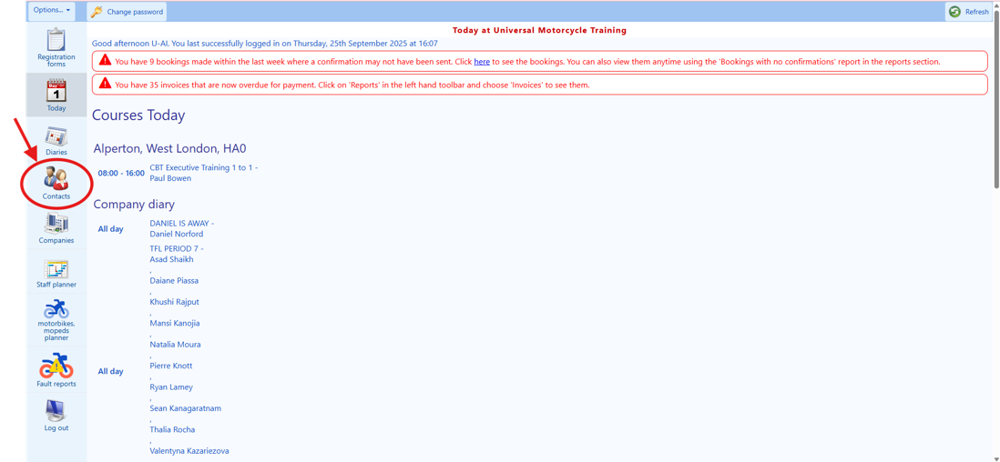 Options...
Change password
Refresh
Today at Universal Motorcycle Training
Good afternoon U-AI. You last successfully logged in on Thursday, 25th September 2025 at 16:07
You have 9 bookings made within the last week where a confirmation may not have been sent. Click here to see the bookings. You can also view them anytime using the 'Bookings with no confirmations' report in the reports section.
You have 35 invoices that are now overdue for payment. Click on 'Reports' in the left hand toolbar and choose 'Invoices' to see them.
Registration
forms
Day
1
Today
Diaries
Contacts
Companies
Staff planner
motorbikes,
mopeds
planner
Fault reports
Log out
Courses Today
Alperton, West London, HA0
08:00 - 16:00
CBT Executive Training 1 to 1 -
Paul Bowen
Company diary
All day
DANIEL IS AWAY -
Daniel Norford
All day
TFL PERIOD 7 -
Asad Shaikh
,
Daiane Piassa
,
Khushi Rajput
,
Mansi Kanojia
,
Natalia Moura
,
Pierre Knott
,
Ryan Lamey
,
Sean Kanagaratnam
,
Thalia Rocha
,
Valentyna Kazariezova